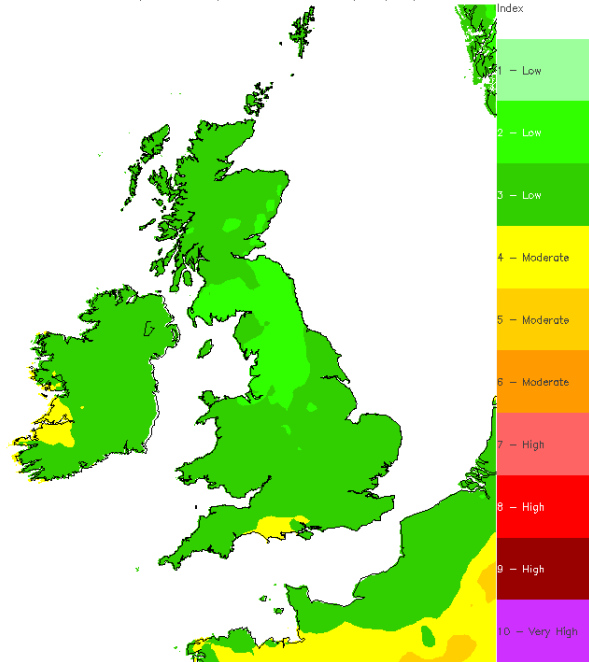 Index
1 - Low
2 - Low
3 - Low
4 - Moderate
5 - Moderate
6 - Moderate
7 - High
8 - High
9 - High
10 - Very High